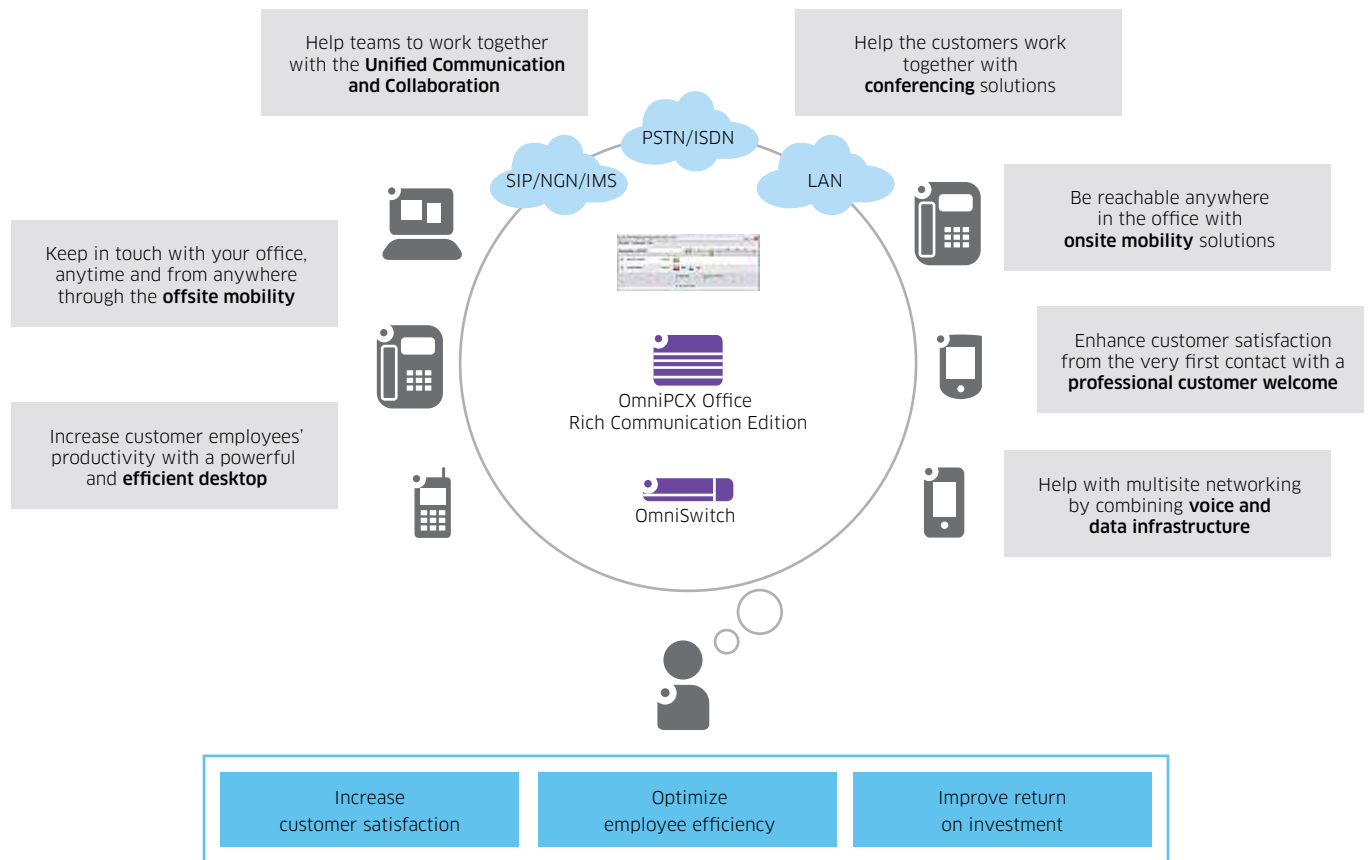 Help teams to work together
with the Unified Communication
and Collaboration
Help the customers work
together with
conferencing solutions
PSTN/ISDN
SIP/NGN/IMS
LAN
Be reachable anywhere
in the office with
onsite mobility solutions
Keep in touch with your office,
anytime and from anywhere
through the offsite mobility
Enhance customer satisfaction
from the very first contact with a
professional customer welcome
OmniPCX Office
Rich Communication Edition
Increase customer employees’
productivity with a powerful
and efficient desktop
Help with multisite networking
by combining voice and
data infrastructure
OmniSwitch
Increase
customer satisfaction
Optimize
employee efficiency
Improve return
on investment